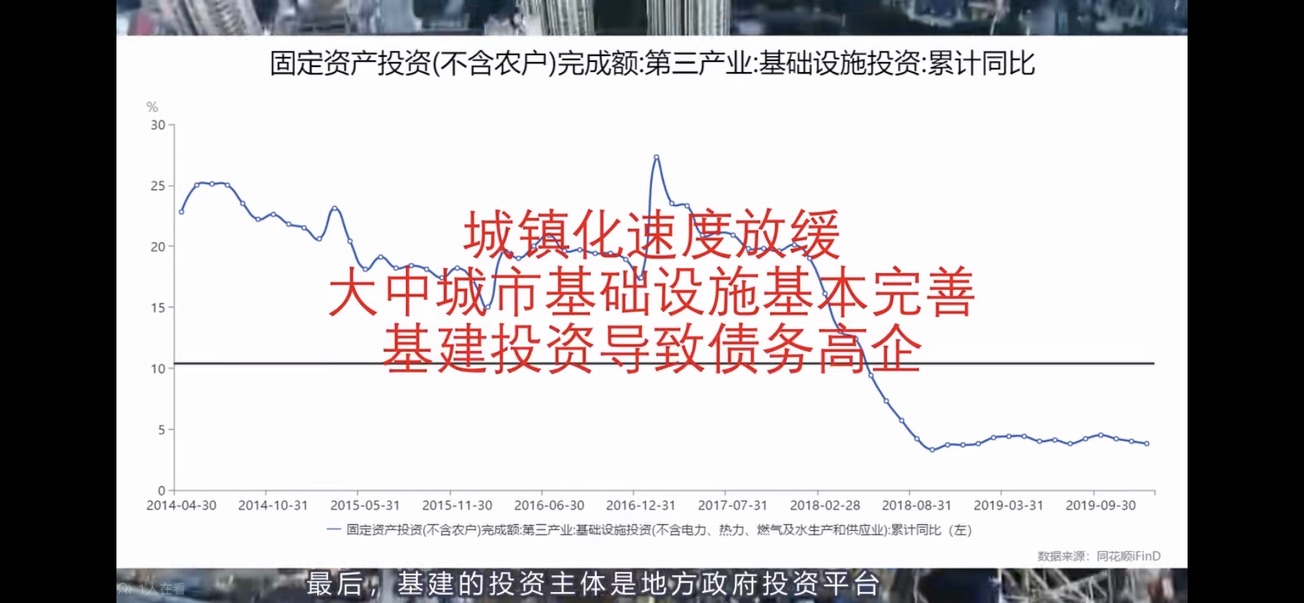 固定资产投资(不含农户)完成额:第三产业:基础设施投资:累计同比
%
30
25
20
15
10
5
0
城镇化速度放缓
大中城市基础设施基本完善
基建投资导致债务高企
2014-04-30 2014-10-31 2015-05-31 2015-11-30 2016-06-30 2016-12-31 2017-07-31 2018-02-28 2018-08-31 2019-03-31 2019-09-30
固定资产投资(不含农户)完成额:第三产业:基础设施投资(不含电力、热力、燃气及水生产和供应业):累计同比（左）
数据来源：同花顺iFinD
1人在看
最后，基建的投资主体是地方政府投资平台